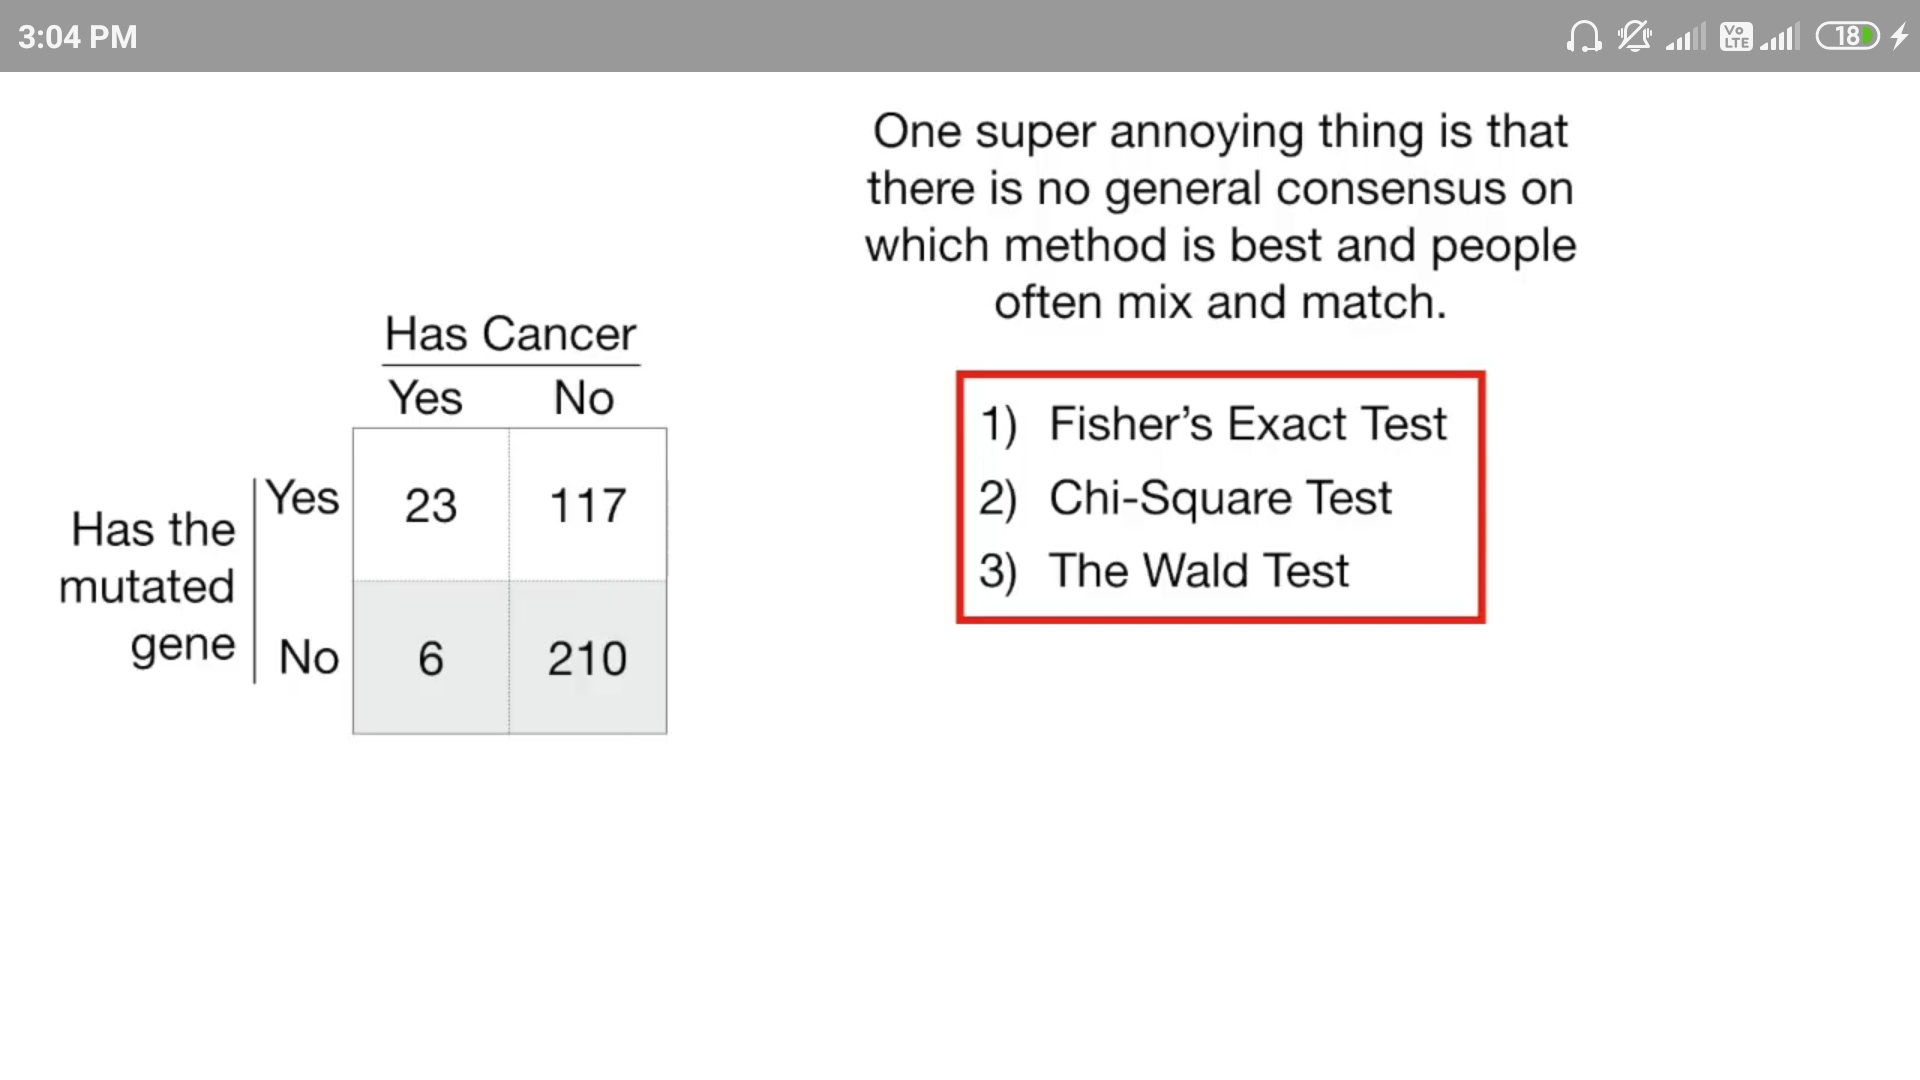 3:04 PM
Vo
LTE
18
One super annoying thing is that
there is no general consensus on
which method is best and people
often mix and match.
Has Cancer
Yes No
Has the
mutated
gene
Yes 23 117
No 6 210
1) Fisher’s Exact Test
2) Chi-Square Test
3) The Wald Test